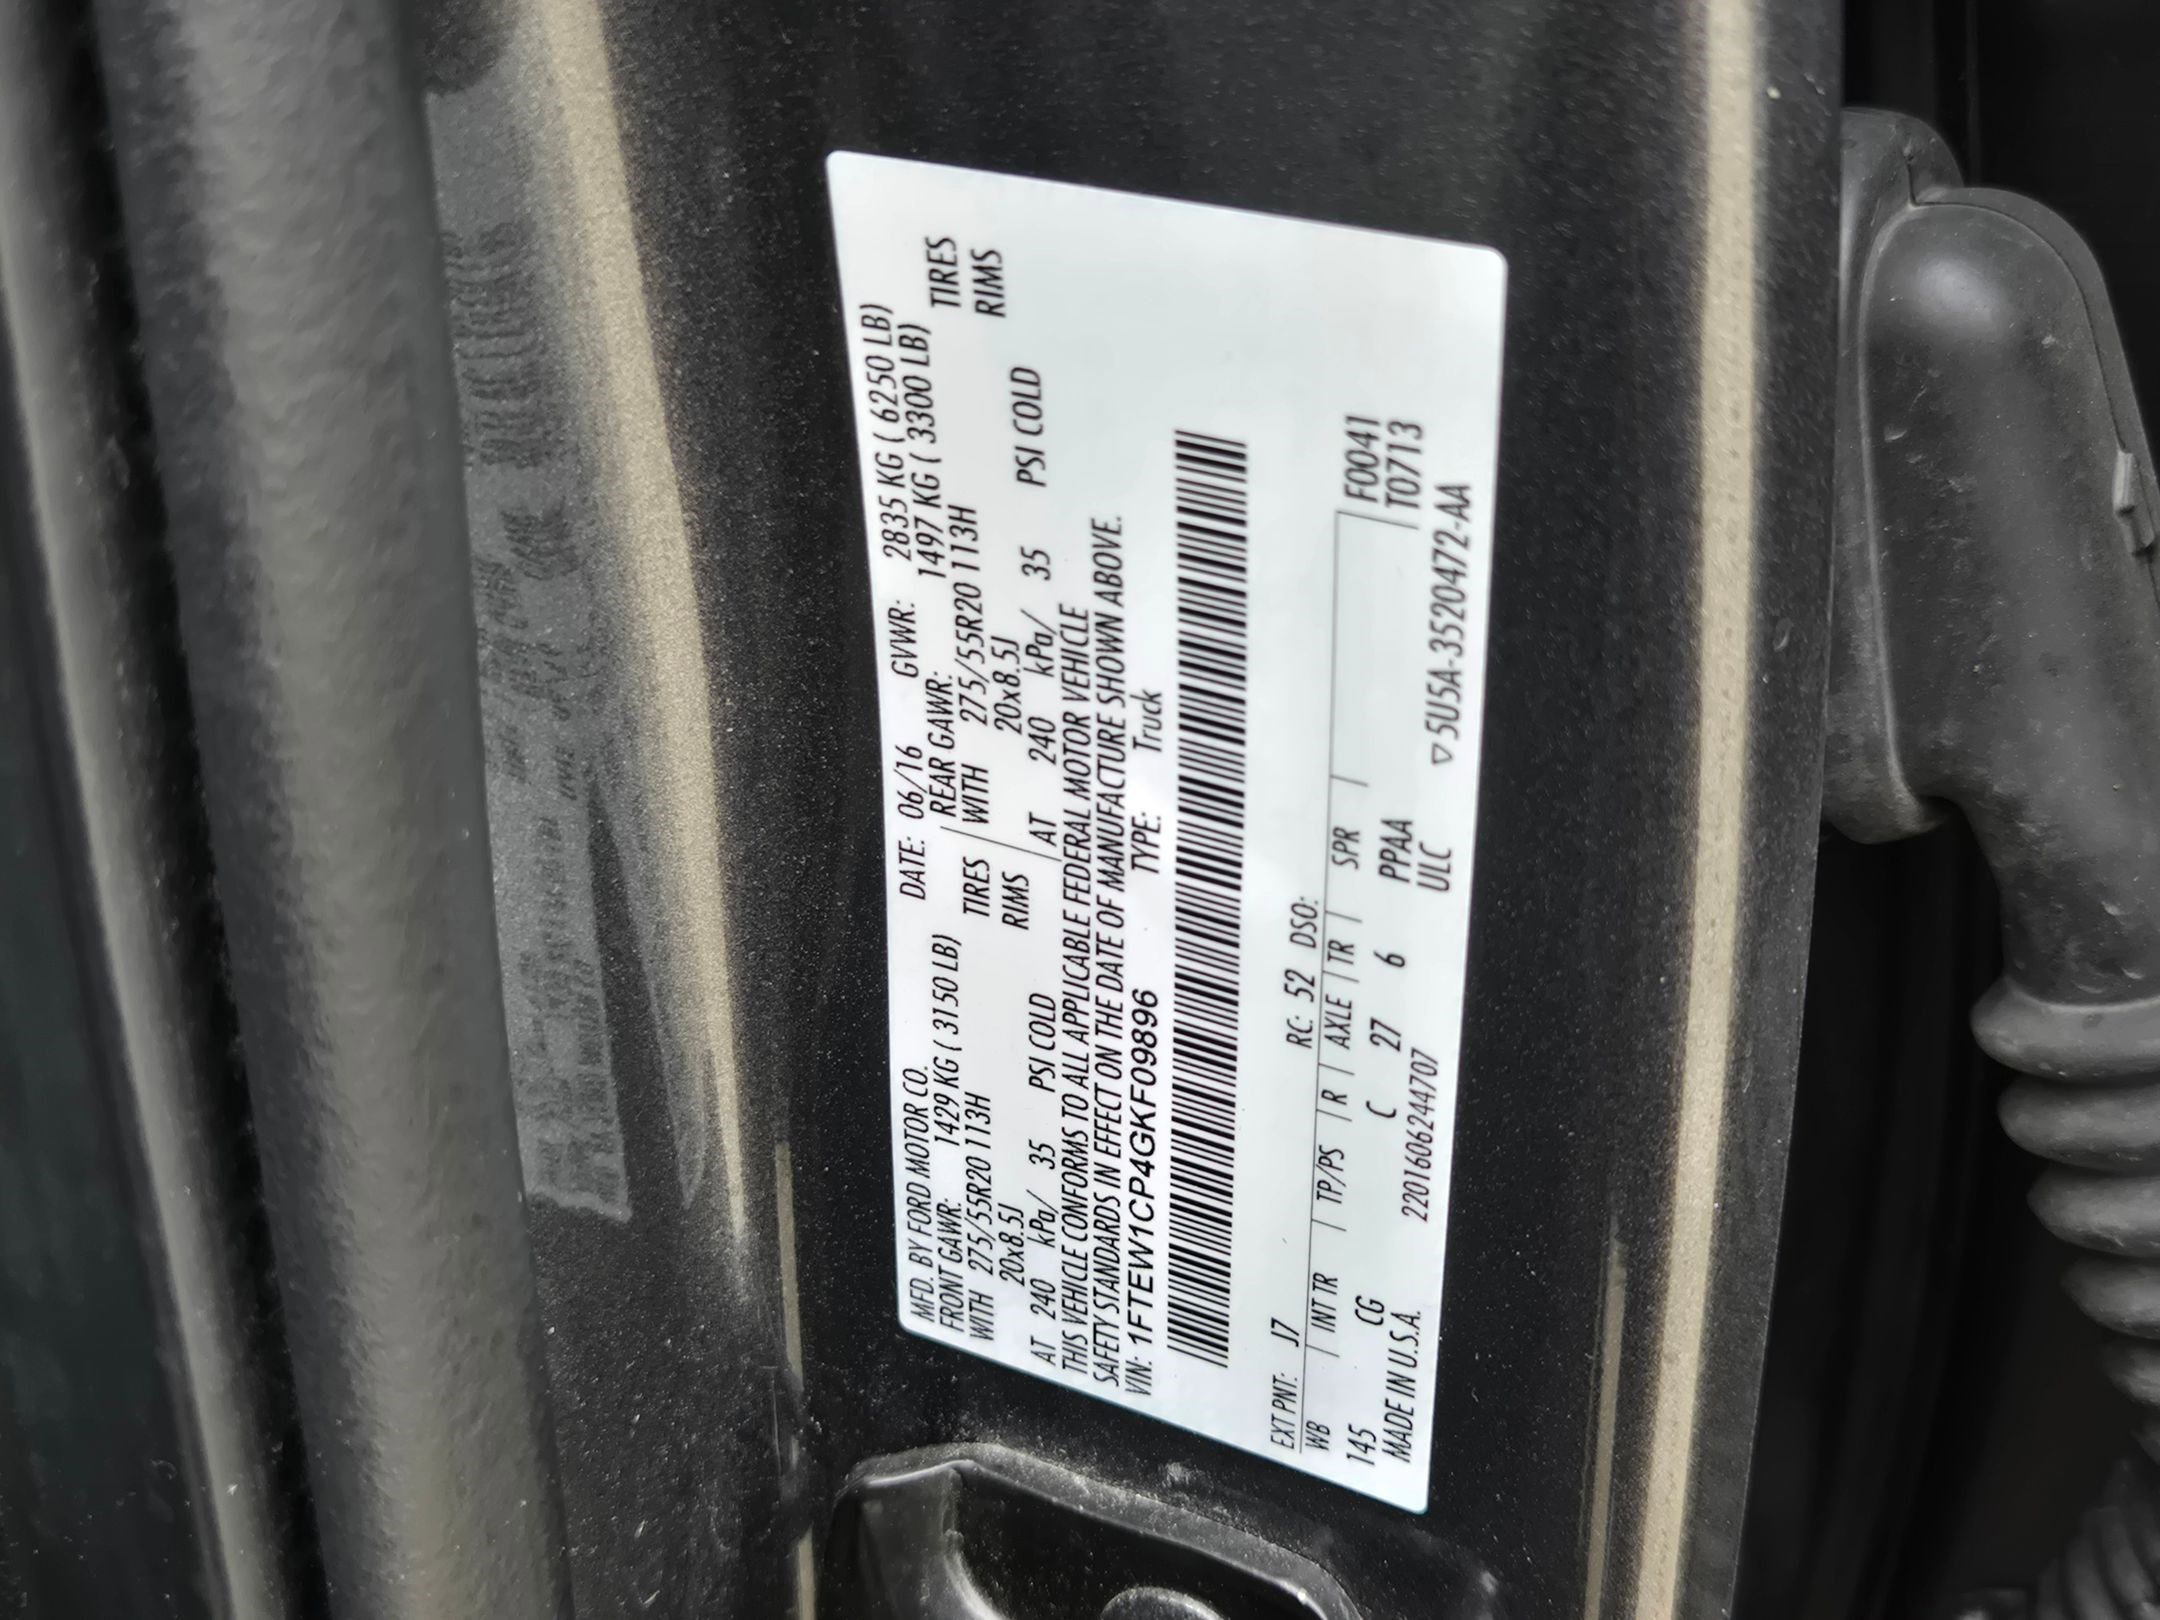 MFD. BY FORD MOTOR CO. DATE: 06/16 GVWR: 2835 KG ( 6250 LB)
FRONT GAWR: 1429 KG ( 3150 LB) REAR GAWR: 1497 KG ( 3300 LB)
WITH 275/55R20 113H TIRES WITH 275/55R20 113H TIRES
20x8.5J RIMS 20x8.5J RIMS
AT 240 kPa/ 35 PSI COLD AT 240 kPa/ 35 PSI COLD
THIS VEHICLE CONFORMS TO ALL APPLICABLE FEDERAL MOTOR VEHICLE
SAFETY STANDARDS IN EFFECT ON THE DATE OF MANUFACTURE SHOWN ABOVE.
VIN: 1FTEW1CP4GKF09896 TYPE: Truck
EXT PNT: J7 RC: 52 DSO:
WB | INT TR | TP/PS | R | AXLE | TR | SPR | F0041
145 CG C 27 6 PPAA T0713
MADE IN U.S.A. 220160624470​7 ULC ▽5U5A-3520472-AA